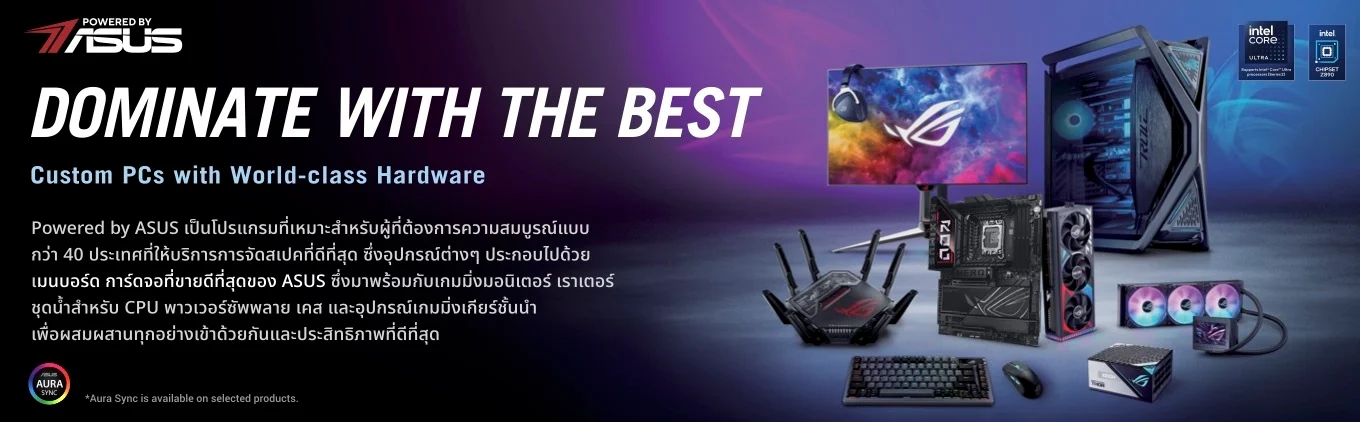 POWERED BY
ASUS
DOMINATE WITH THE BEST
Custom PCs with World-class Hardware
Powered by ASUS เป็นโปรแกรมที่เหมาะสำหรับผู้ที่ต้องการความสมบูรณ์แบบ
กว่า 40 ประเทศที่ให้บริการการจัดสเปคที่ดีที่สุด ซึ่งอุปกรณ์ต่างๆ ประกอบไปด้วย
เมนบอร์ด การ์ดจอที่ขายดีที่สุดของ ASUS ซึ่งมาพร้อมกับเกมมิ่งมอนิเตอร์ เราเตอร์
ชุดน้ำสำหรับ CPU พาวเวอร์ซัพพลาย เคส และอุปกรณ์เกมมิ่งเกียร์ชั้นนำ
เพื่อผสมผสานทุกอย่างเข้าด้วยกันและประสิทธิภาพที่ดีที่สุด
ASUS
AURA
SYNC
*Aura Sync is available on selected products.
intel
CORE
ULTRA
Supports Intel® Core™ Ultra
processors (Series 2)
intel
CHIPSET
Z890
ROG
HERO
THOR